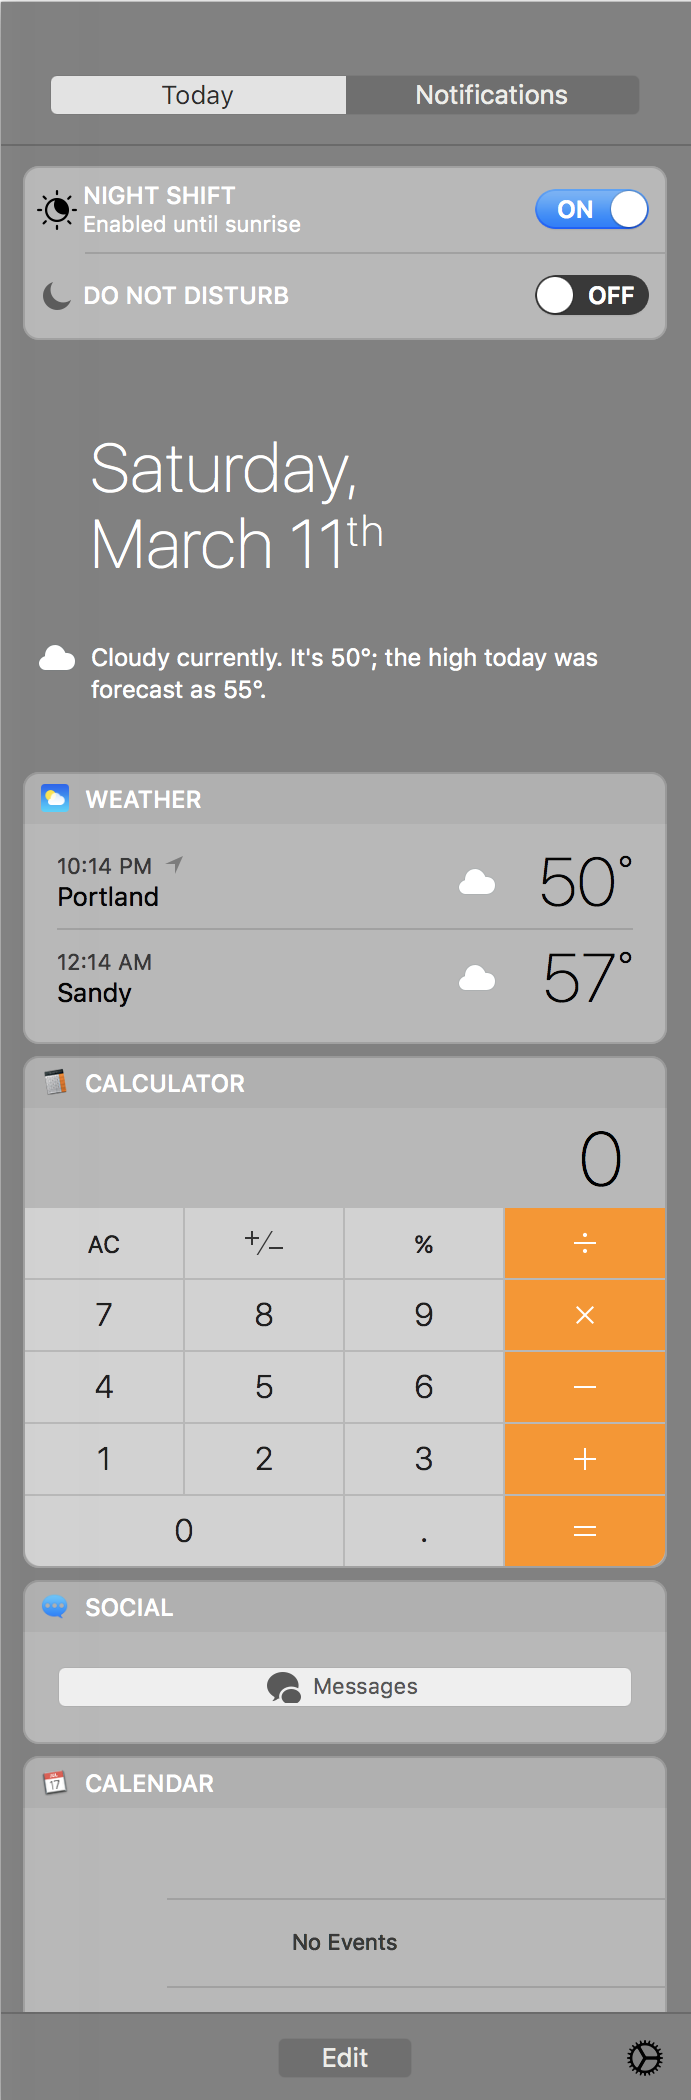 Today Notifications
NIGHT SHIFT
Enabled until sunrise
ON
DO NOT DISTURB
OFF
Saturday,
March 11th
Cloudy currently. It's 50°; the high today was
forecast as 55°.
WEATHER
10:14 PM
Portland
50°
12:14 AM
Sandy
57°
CALCULATOR
0
AC +/− % ÷
7 8 9 ×
4 5 6 −
1 2 3 +
0 . =
SOCIAL
Messages
17 CALENDAR
No Events
Edit